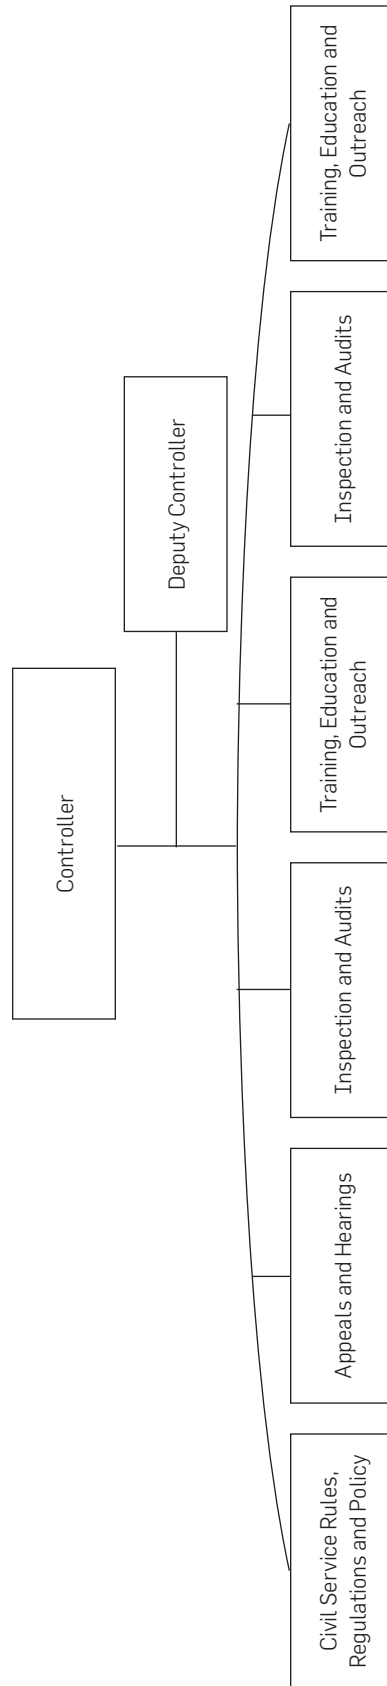 Controller
Deputy Controller
Civil Service Rules,
Regulations and Policy
Appeals and Hearings
Inspection and Audits
Training, Education and
Outreach
Inspection and Audits
Training, Education and
Outreach